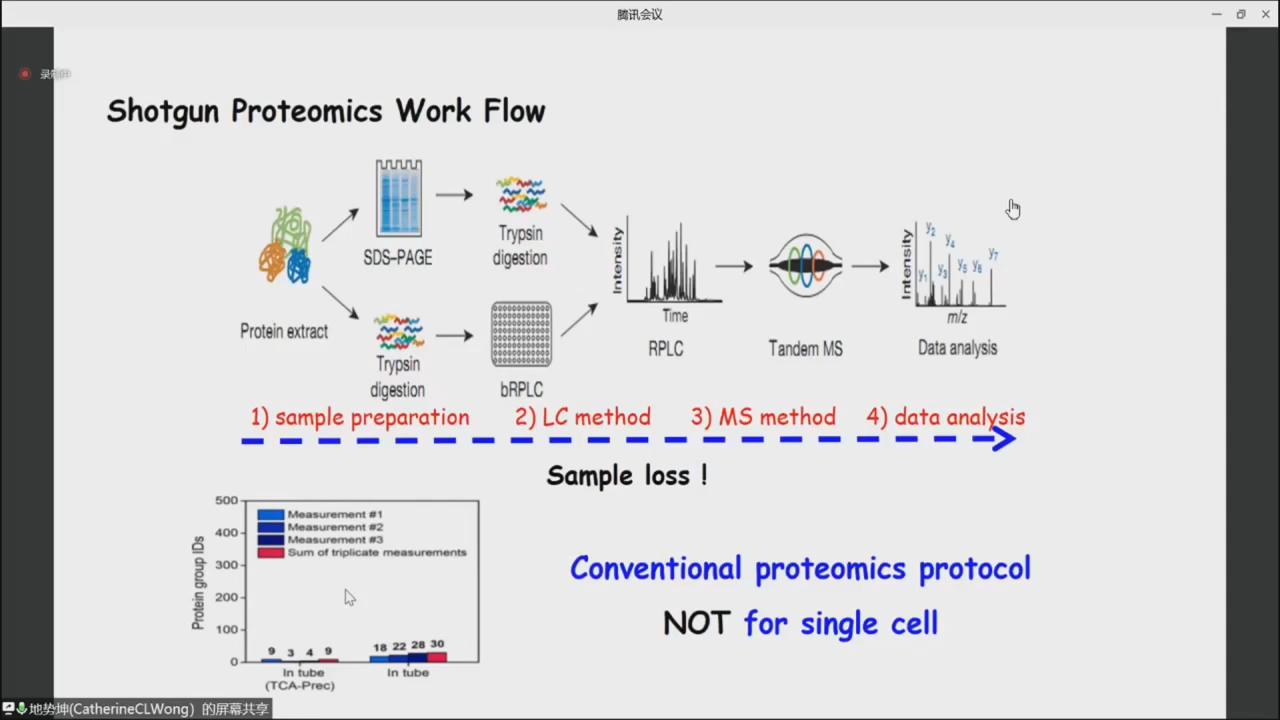 腾讯会议
录制中
Shotgun Proteomics Work Flow
SDS–PAGE
Trypsin
digestion
Protein extract
Trypsin
digestion
bRPLC
Intensity
Time
RPLC
Tandem MS
Intensity
y1
y2
y3
y4
y5
y6
y7
m/z
Data analysis
1) sample preparation
2) LC method
3) MS method
4) data analysis
Sample loss !
Protein group IDs
500
400
300
200
100
0
Measurement #1
Measurement #2
Measurement #3
Sum of triplicate measurements
9 3 4 9
18 22 28 30
In tube
(TCA-Prec)
In tube
Conventional proteomics protocol
NOT for single cell
地势坤(CatherineCLWong）的屏幕共享